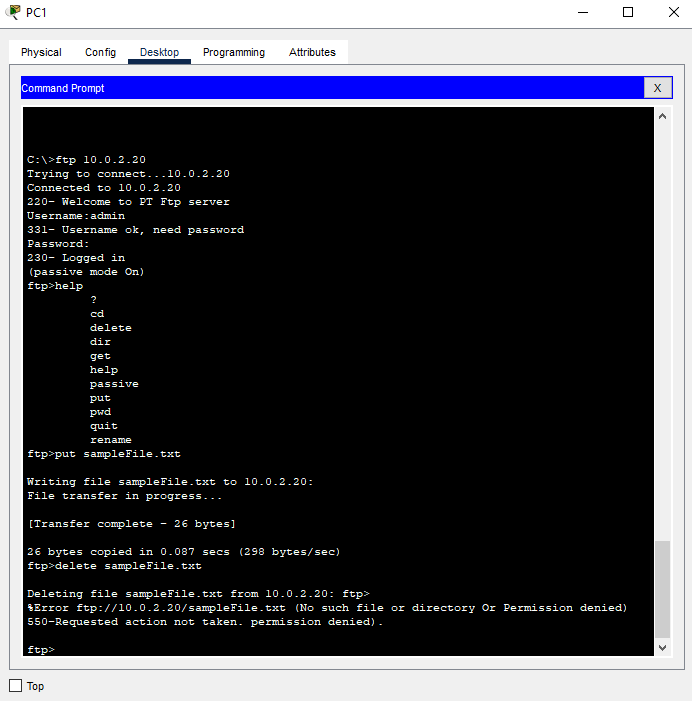 PC1
Physical Config Desktop Programming Attributes
Command Prompt
X
C:\>ftp 10.0.2.20
Trying to connect...10.0.2.20
Connected to 10.0.2.20
220- Welcome to PT Ftp server
Username:admin
331- Username ok, need password
Password:
230- Logged in
(passive mode On)
ftp>help
?
cd
delete
dir
get
help
passive
put
pwd
quit
rename
ftp>put sampleFile.txt
Writing file sampleFile.txt to 10.0.2.20:
File transfer in progress...
[Transfer complete - 26 bytes]
26 bytes copied in 0.087 secs (298 bytes/sec)
ftp>delete sampleFile.txt
Deleting file sampleFile.txt from 10.0.2.20: ftp>
%Error ftp://10.0.2.20/sampleFile.txt (No such file or directory Or Permission denied)
550-Requested action not taken. permission denied).
ftp>
Top